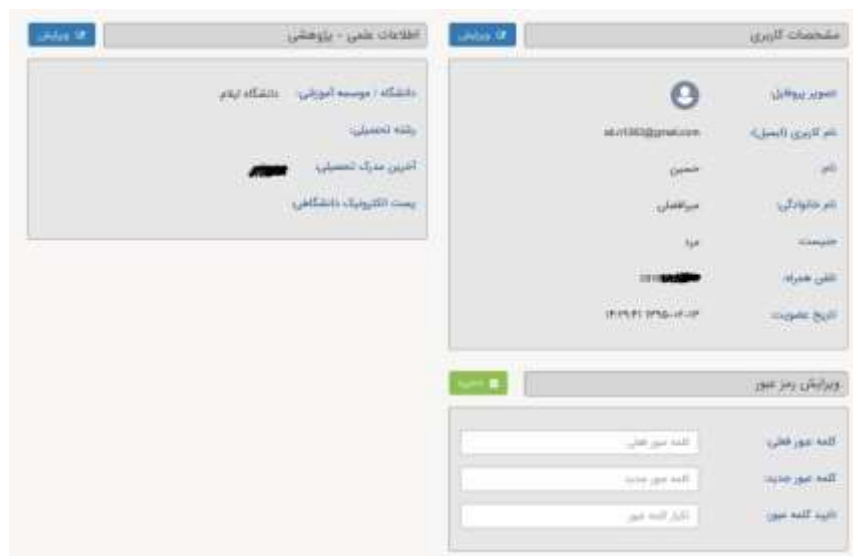 مشخصات کاربری
ویرایش
تصویر پروفایل:
نام کاربری (ایمیل):
نام:
حسین
نام خانوادگی:
میرافضلی
جنیست:
مرد
تلفن همراه:
تاریخ عضویت:
ویرایش رمز عبور
ذخیره
کلمه عبور فعلی:
کلمه عبور فعلی
کلمه عبور جدید:
کلمه عبور جدید
تایید کلمه عبور:
تکرار کلمه عبور
اطلاعات علمی - پژوهشی
ویرایش
دانشگاه / موسسه آموزشی:
دانشگاه ایلام
رشته تحصیلی:
آخرین مدرک تحصیلی:
پست الکترونیک دانشگاهی: